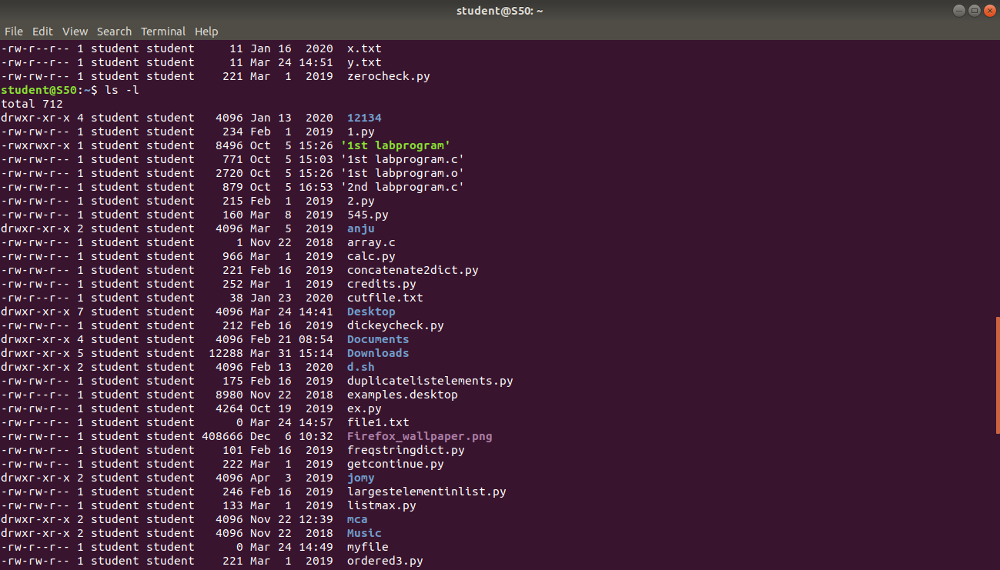 student@S50: ~
File Edit View Search Terminal Help
-rw-r--r-- 1 student student     11 Jan 16  2020  x.txt
-rw-r--r-- 1 student student     11 Mar 24 14:51  y.txt
-rw-rw-r-- 1 student student    221 Mar  1  2019  zerocheck.py
student@S50:~$ ls -l
total 712
drwxr-xr-x 4 student student   4096 Jan 13  2020  12134
-rw-rw-r-- 1 student student    234 Feb  1  2019  1.py
-rwxrwxr-x 1 student student   8496 Oct  5 15:26 '1st labprogram'
-rw-rw-r-- 1 student student    771 Oct  5 15:03 '1st labprogram.c'
-rw-rw-r-- 1 student student   2720 Oct  5 15:26 '1st labprogram.o'
-rw-rw-r-- 1 student student    879 Oct  5 16:53 '2nd labprogram.c'
-rw-rw-r-- 1 student student    215 Feb  1  2019  2.py
-rw-rw-r-- 1 student student    160 Mar  8  2019  545.py
drwxr-xr-x 2 student student   4096 Mar  5  2019  anju
-rw-rw-r-- 1 student student      1 Nov 22  2018  array.c
-rw-rw-r-- 1 student student    966 Mar  1  2019  calc.py
-rw-rw-r-- 1 student student    221 Feb 16  2019  concatenate2dict.py
-rw-rw-r-- 1 student student    252 Mar  1  2019  credits.py
-rw-r--r-- 1 student student     38 Jan 23  2020  cutfile.txt
drwxr-xr-x 7 student student   4096 Mar 24 14:41  Desktop
-rw-rw-r-- 1 student student    212 Feb 16  2019  dickeycheck.py
drwxr-xr-x 4 student student   4096 Feb 21 08:54  Documents
drwxr-xr-x 5 student student  12288 Mar 31 15:14  Downloads
drwxr-xr-x 2 student student   4096 Feb 13  2020  d.sh
-rw-rw-r-- 1 student student    175 Feb 16  2019  duplicatelistelements.py
-rw-r--r-- 1 student student   8980 Nov 22  2018  examples.desktop
-rw-rw-r-- 1 student student   4264 Oct 19  2019  ex.py
-rw-r--r-- 1 student student      0 Mar 24 14:57  file1.txt
-rw-r--r-- 1 student student 408666 Dec  6 10:32  Firefox_wallpaper.png
-rw-rw-r-- 1 student student    101 Feb 16  2019  freqstringdict.py
-rw-rw-r-- 1 student student    222 Mar  1  2019  getcontinue.py
drwxr-xr-x 2 student student   4096 Apr  3  2019  jomy
-rw-rw-r-- 1 student student    246 Feb 16  2019  largestelementinlist.py
-rw-rw-r-- 1 student student    133 Mar  1  2019  listmax.py
drwxr-xr-x 2 student student   4096 Nov 22 12:39  mca
drwxr-xr-x 2 student student   4096 Nov 22  2018  Music
-rw-r--r-- 1 student student      0 Mar 24 14:49  myfile
-rw-rw-r-- 1 student student    221 Mar  1  2019  ordered3.py